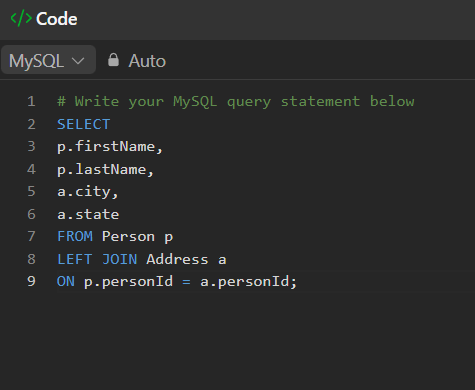 </> Code
MySQL Auto
1 # Write your MySQL query statement below
2 SELECT
3 p.firstName,
4 p.lastName,
5 a.city,
6 a.state
7 FROM Person p
8 LEFT JOIN Address a
9 ON p.personId = a.personId;